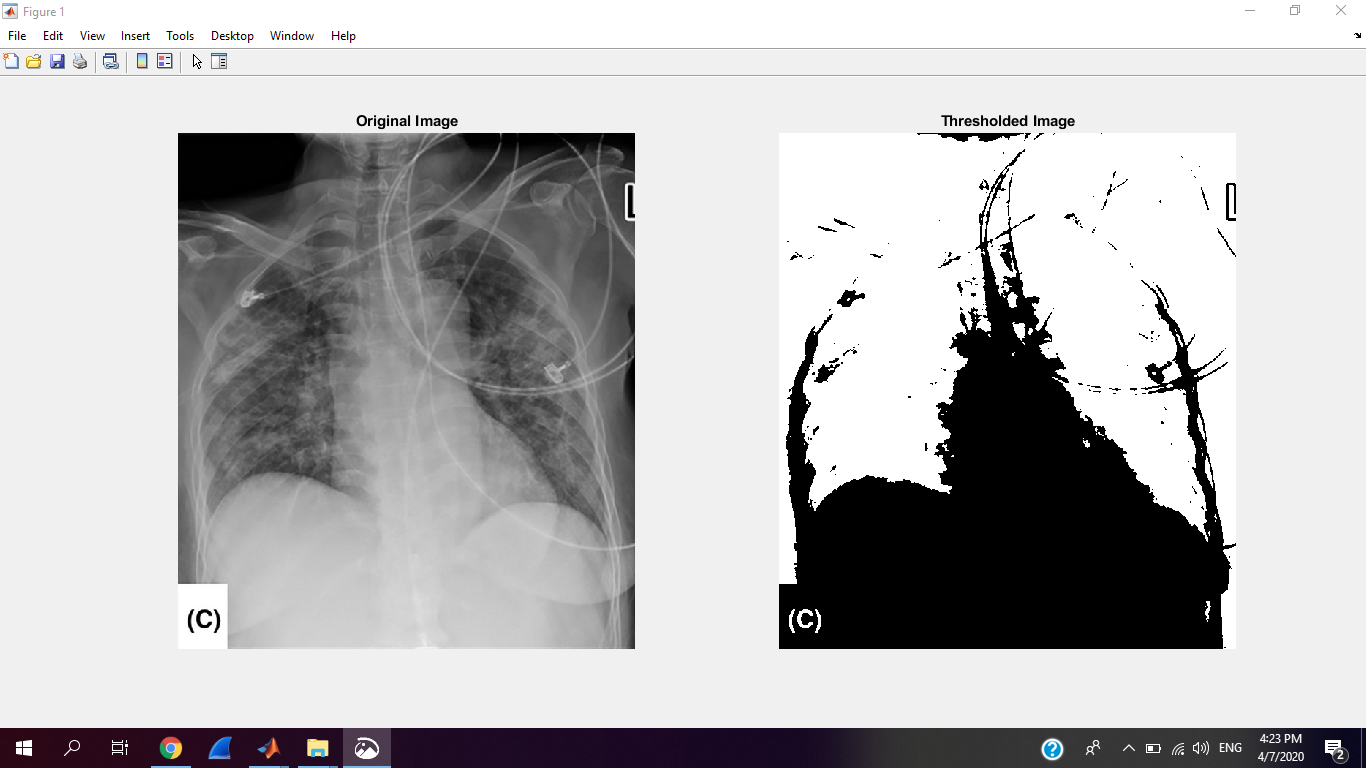 Figure 1
File Edit View Insert Tools Desktop Window Help
Original Image
Thresholded Image
(C)
(C)
ENG
4:23 PM
4/7/2020
2